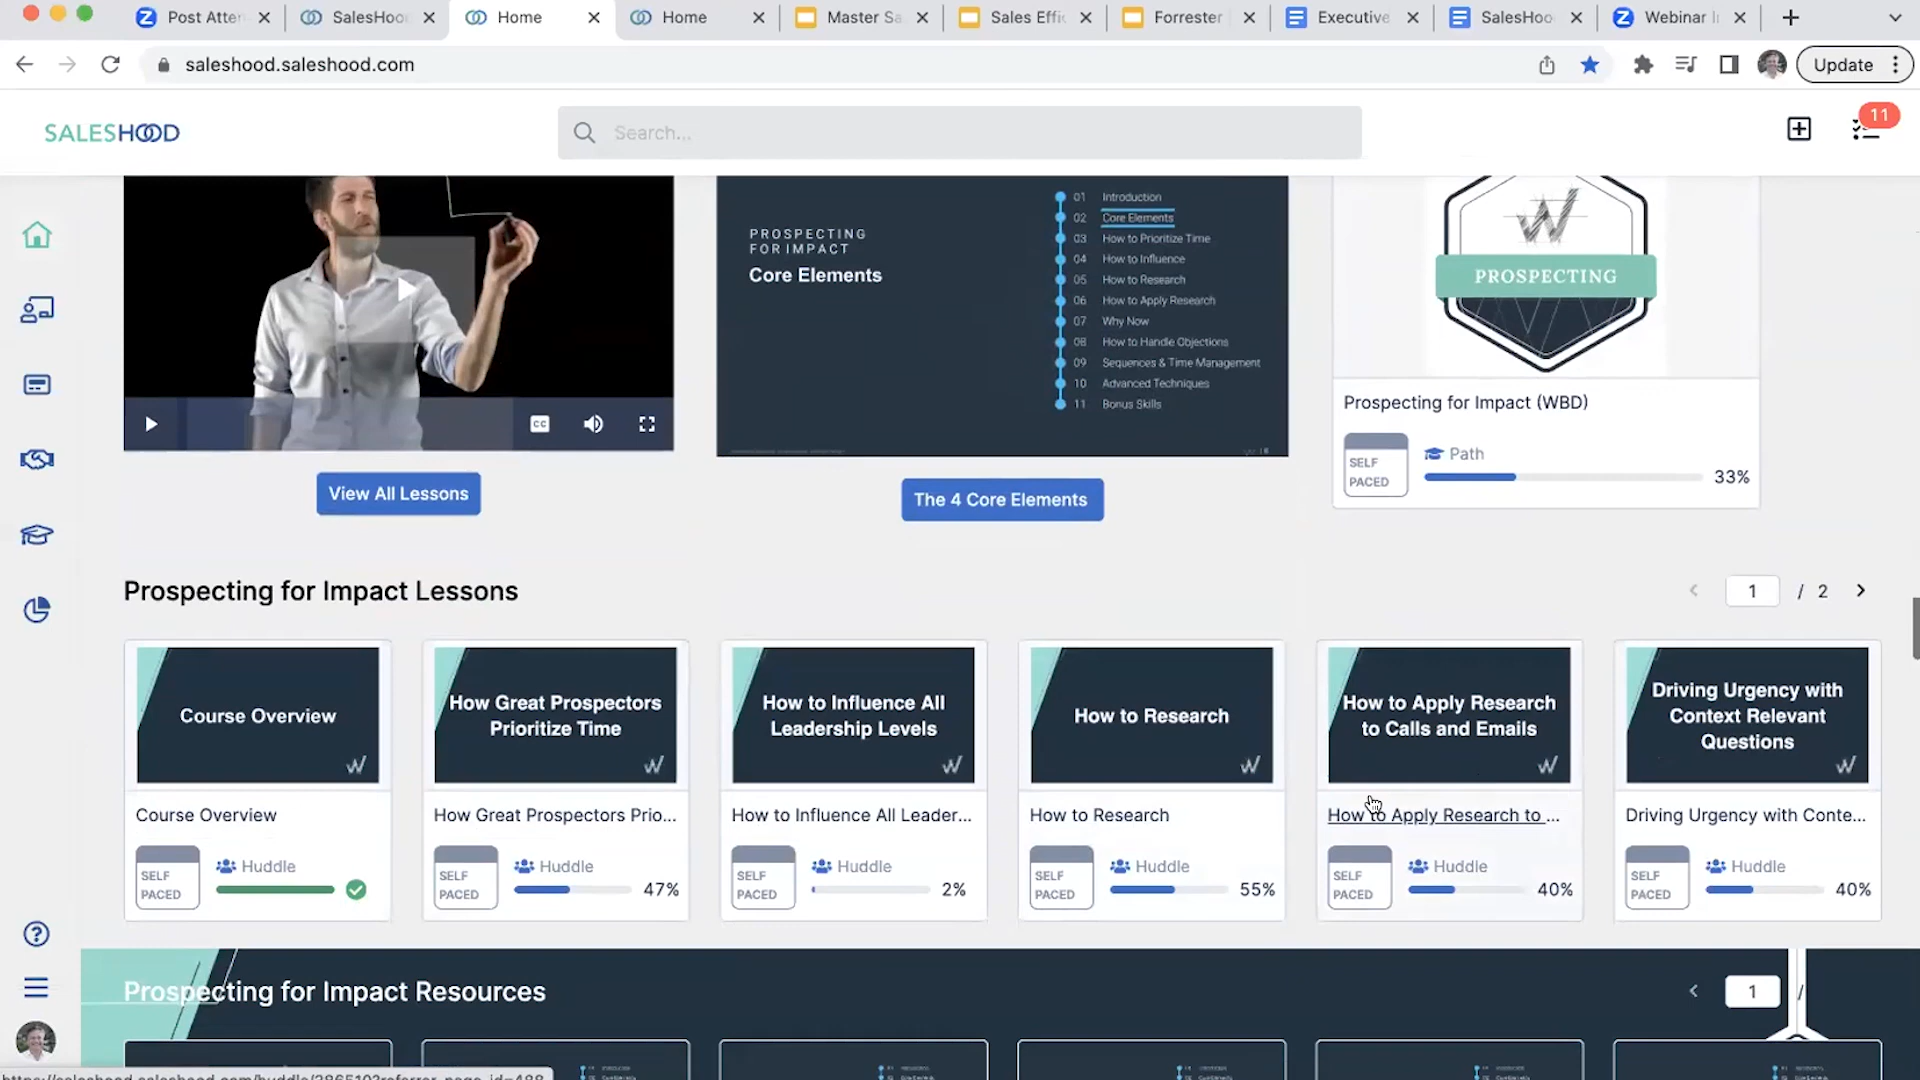 Post Atten
SalesHoo
Home
Home
Master Sa
Sales Effic
Forrester
Executive
SalesHoo
Webinar I
saleshood.saleshood.com
Update
SALESHOOD
Search...
11
PROSPECTING
FOR IMPACT
Core Elements
01 Introduction
02 Core Elements
03 How to Prioritize Time
04 How to Influence
05 How to Research
06 How to Apply Research
07 Why Now
08 How to Handle Objections
09 Sequences & Time Management
10 Advanced Techniques
11 Bonus Skills
W
PROSPECTING
Prospecting for Impact (WBD)
SELF
PACED
Path
33%
CC
View All Lessons
The 4 Core Elements
Prospecting for Impact Lessons
1 / 2
Course Overview
How Great Prospectors
Prioritize Time
How to Influence All
Leadership Levels
How to Research
How to Apply Research
to Calls and Emails
Driving Urgency with
Context Relevant
Questions
Course Overview
How Great Prospectors Prio...
How to Influence All Leader...
How to Research
How to Apply Research to ...
Driving Urgency with Conte...
SELF
PACED
Huddle
SELF
PACED
Huddle
47%
SELF
PACED
Huddle
2%
SELF
PACED
Huddle
55%
SELF
PACED
Huddle
40%
SELF
PACED
Huddle
40%
Prospecting for Impact Resources
1 /